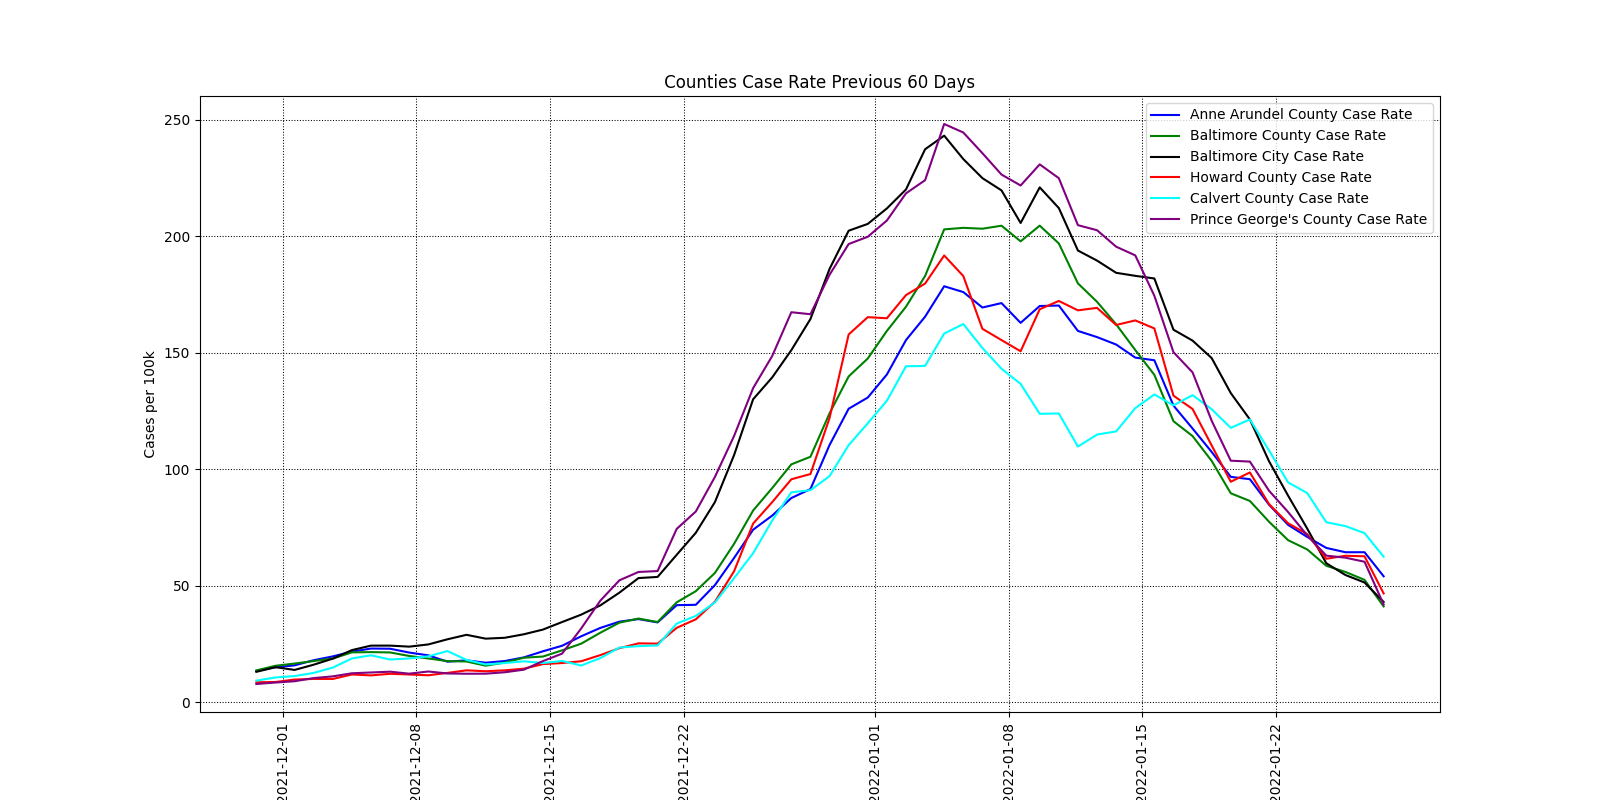 Counties Case Rate Previous 60 Days
Anne Arundel County Case Rate
Baltimore County Case Rate
Baltimore City Case Rate
Howard County Case Rate
Calvert County Case Rate
Prince George's County Case Rate
Cases per 100k
250
200
150
100
50
0
2021-12-01
2021-12-08
2021-12-15
2021-12-22
2022-01-01
2022-01-08
2022-01-15
2022-01-22